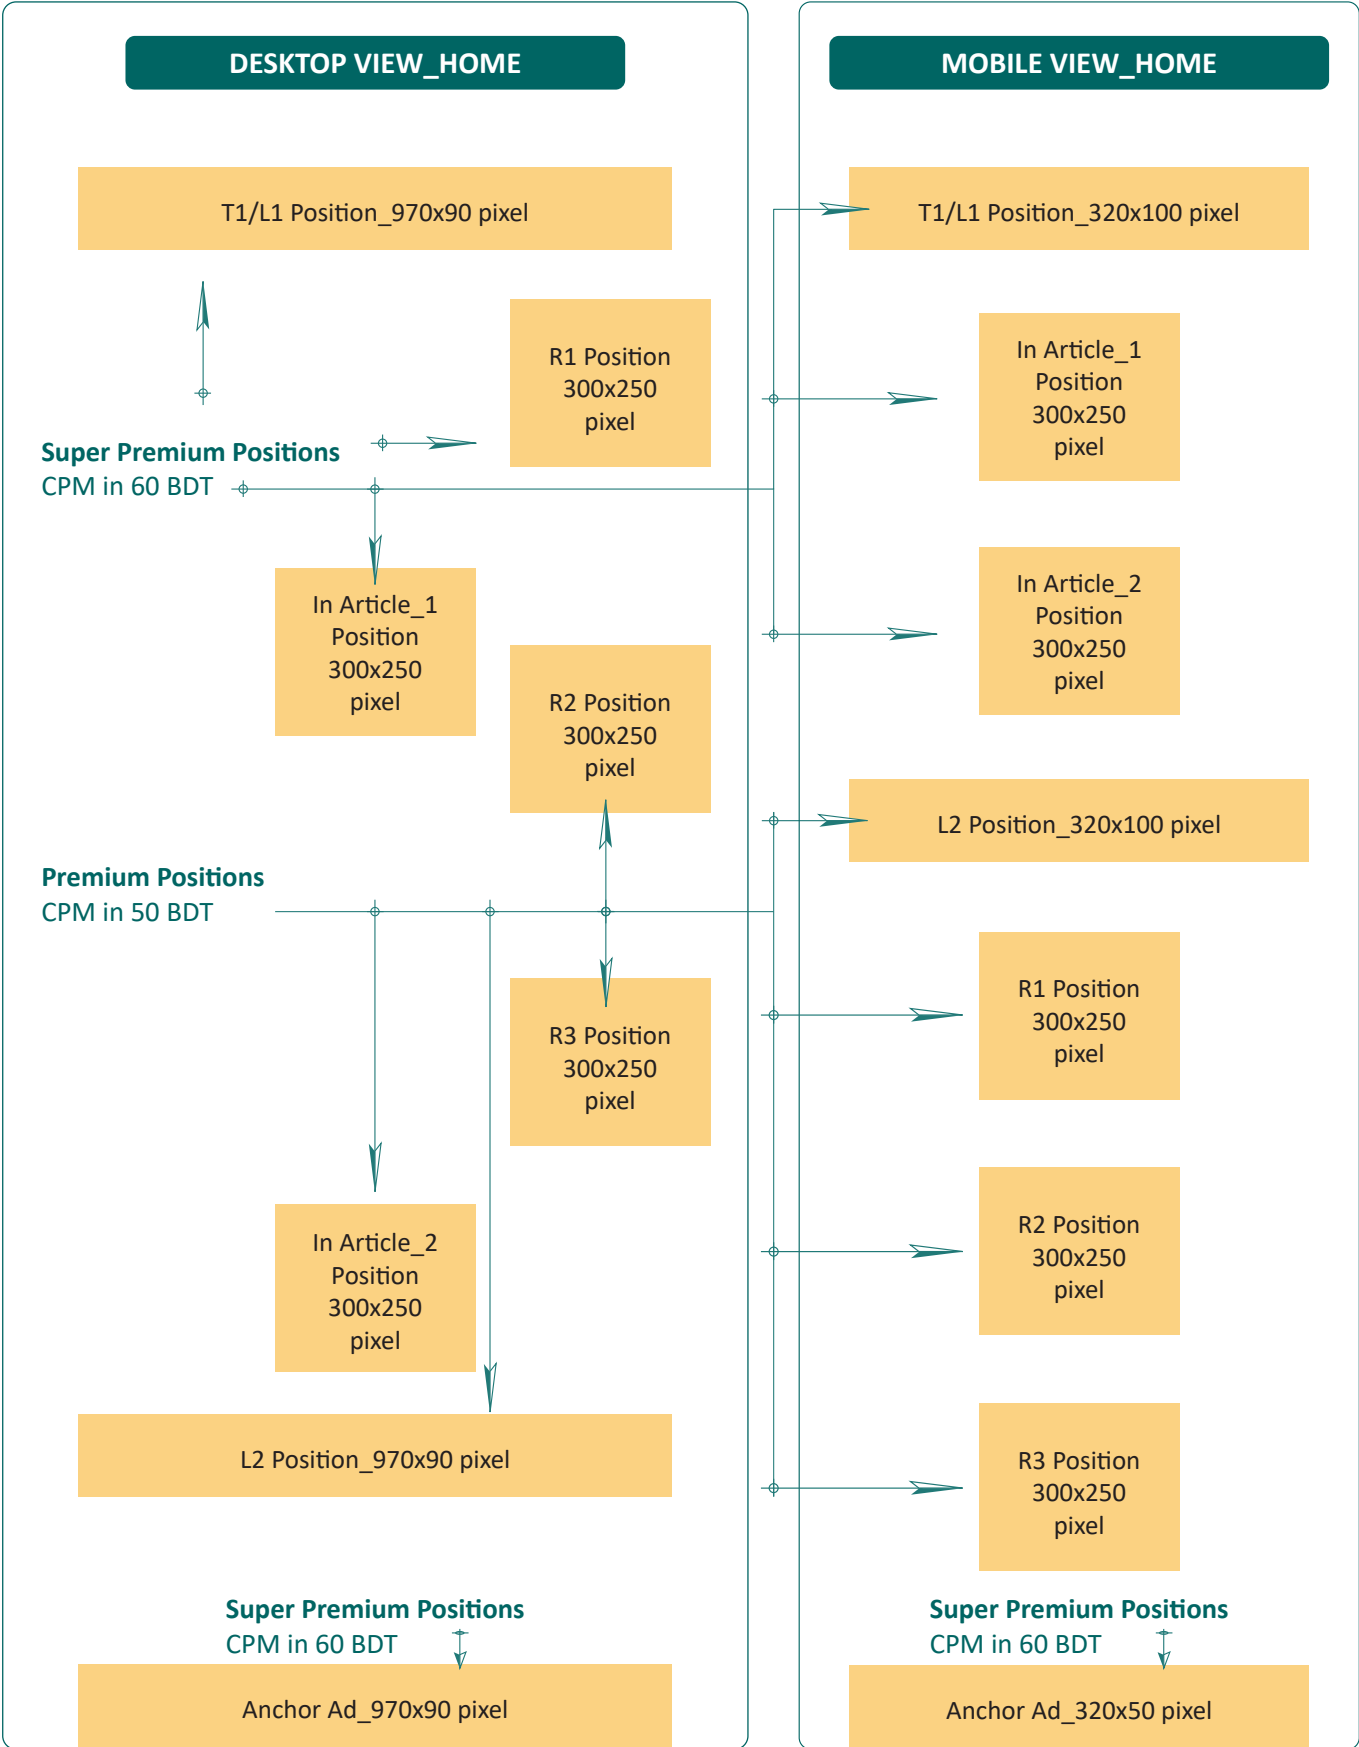 DESKTOP VIEW_HOME
T1/L1 Position_970x90 pixel
R1 Position
300x250
pixel
Super Premium Positions
CPM in 60 BDT
In Article_1
Position
300x250
pixel
R2 Position
300x250
pixel
Premium Positions
CPM in 50 BDT
R3 Position
300x250
pixel
In Article_2
Position
300x250
pixel
L2 Position_970x90 pixel
Super Premium Positions
CPM in 60 BDT
Anchor Ad_970x90 pixel
MOBILE VIEW_HOME
T1/L1 Position_320x100 pixel
In Article_1
Position
300x250
pixel
In Article_2
Position
300x250
pixel
L2 Position_320x100 pixel
R1 Position
300x250
pixel
R2 Position
300x250
pixel
R3 Position
300x250
pixel
Super Premium Positions
CPM in 60 BDT
Anchor Ad_320x50 pixel